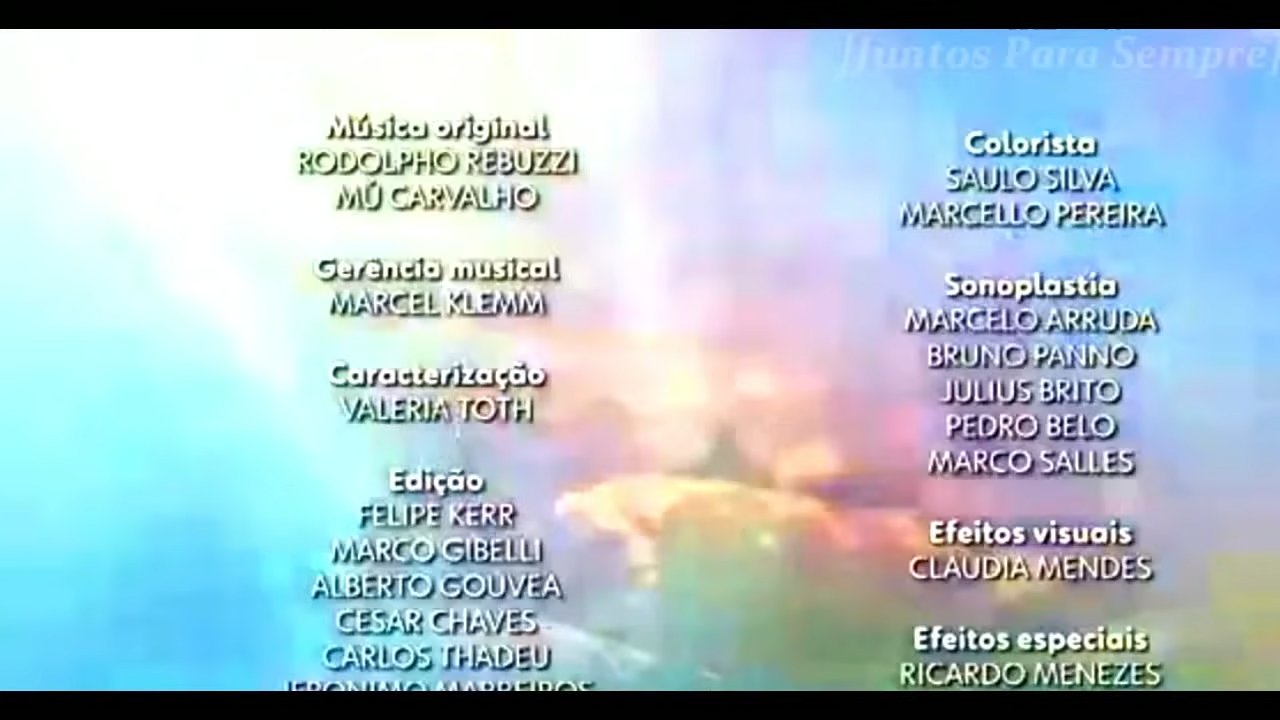 ]Juntos Para Sempre[
Música original
RODOLPHO REBUZZI
MÚ CARVALHO
Gerência musical
MARCEL KLEMM
Caracterização
VALERIA TOTH
Edição
FELIPE KERR
MARCO GIBELLI
ALBERTO GOUVEA
CESAR CHAVES
CARLOS THADEU
JERONIMO MARREIROS
Colorista
SAULO SILVA
MARCELLO PEREIRA
Sonoplastia
MARCELO ARRUDA
BRUNO PANNO
JULIUS BRITO
PEDRO BELO
MARCO SALLES
Efeitos visuais
CLAUDIA MENDES
Efeitos especiais
RICARDO MENEZES